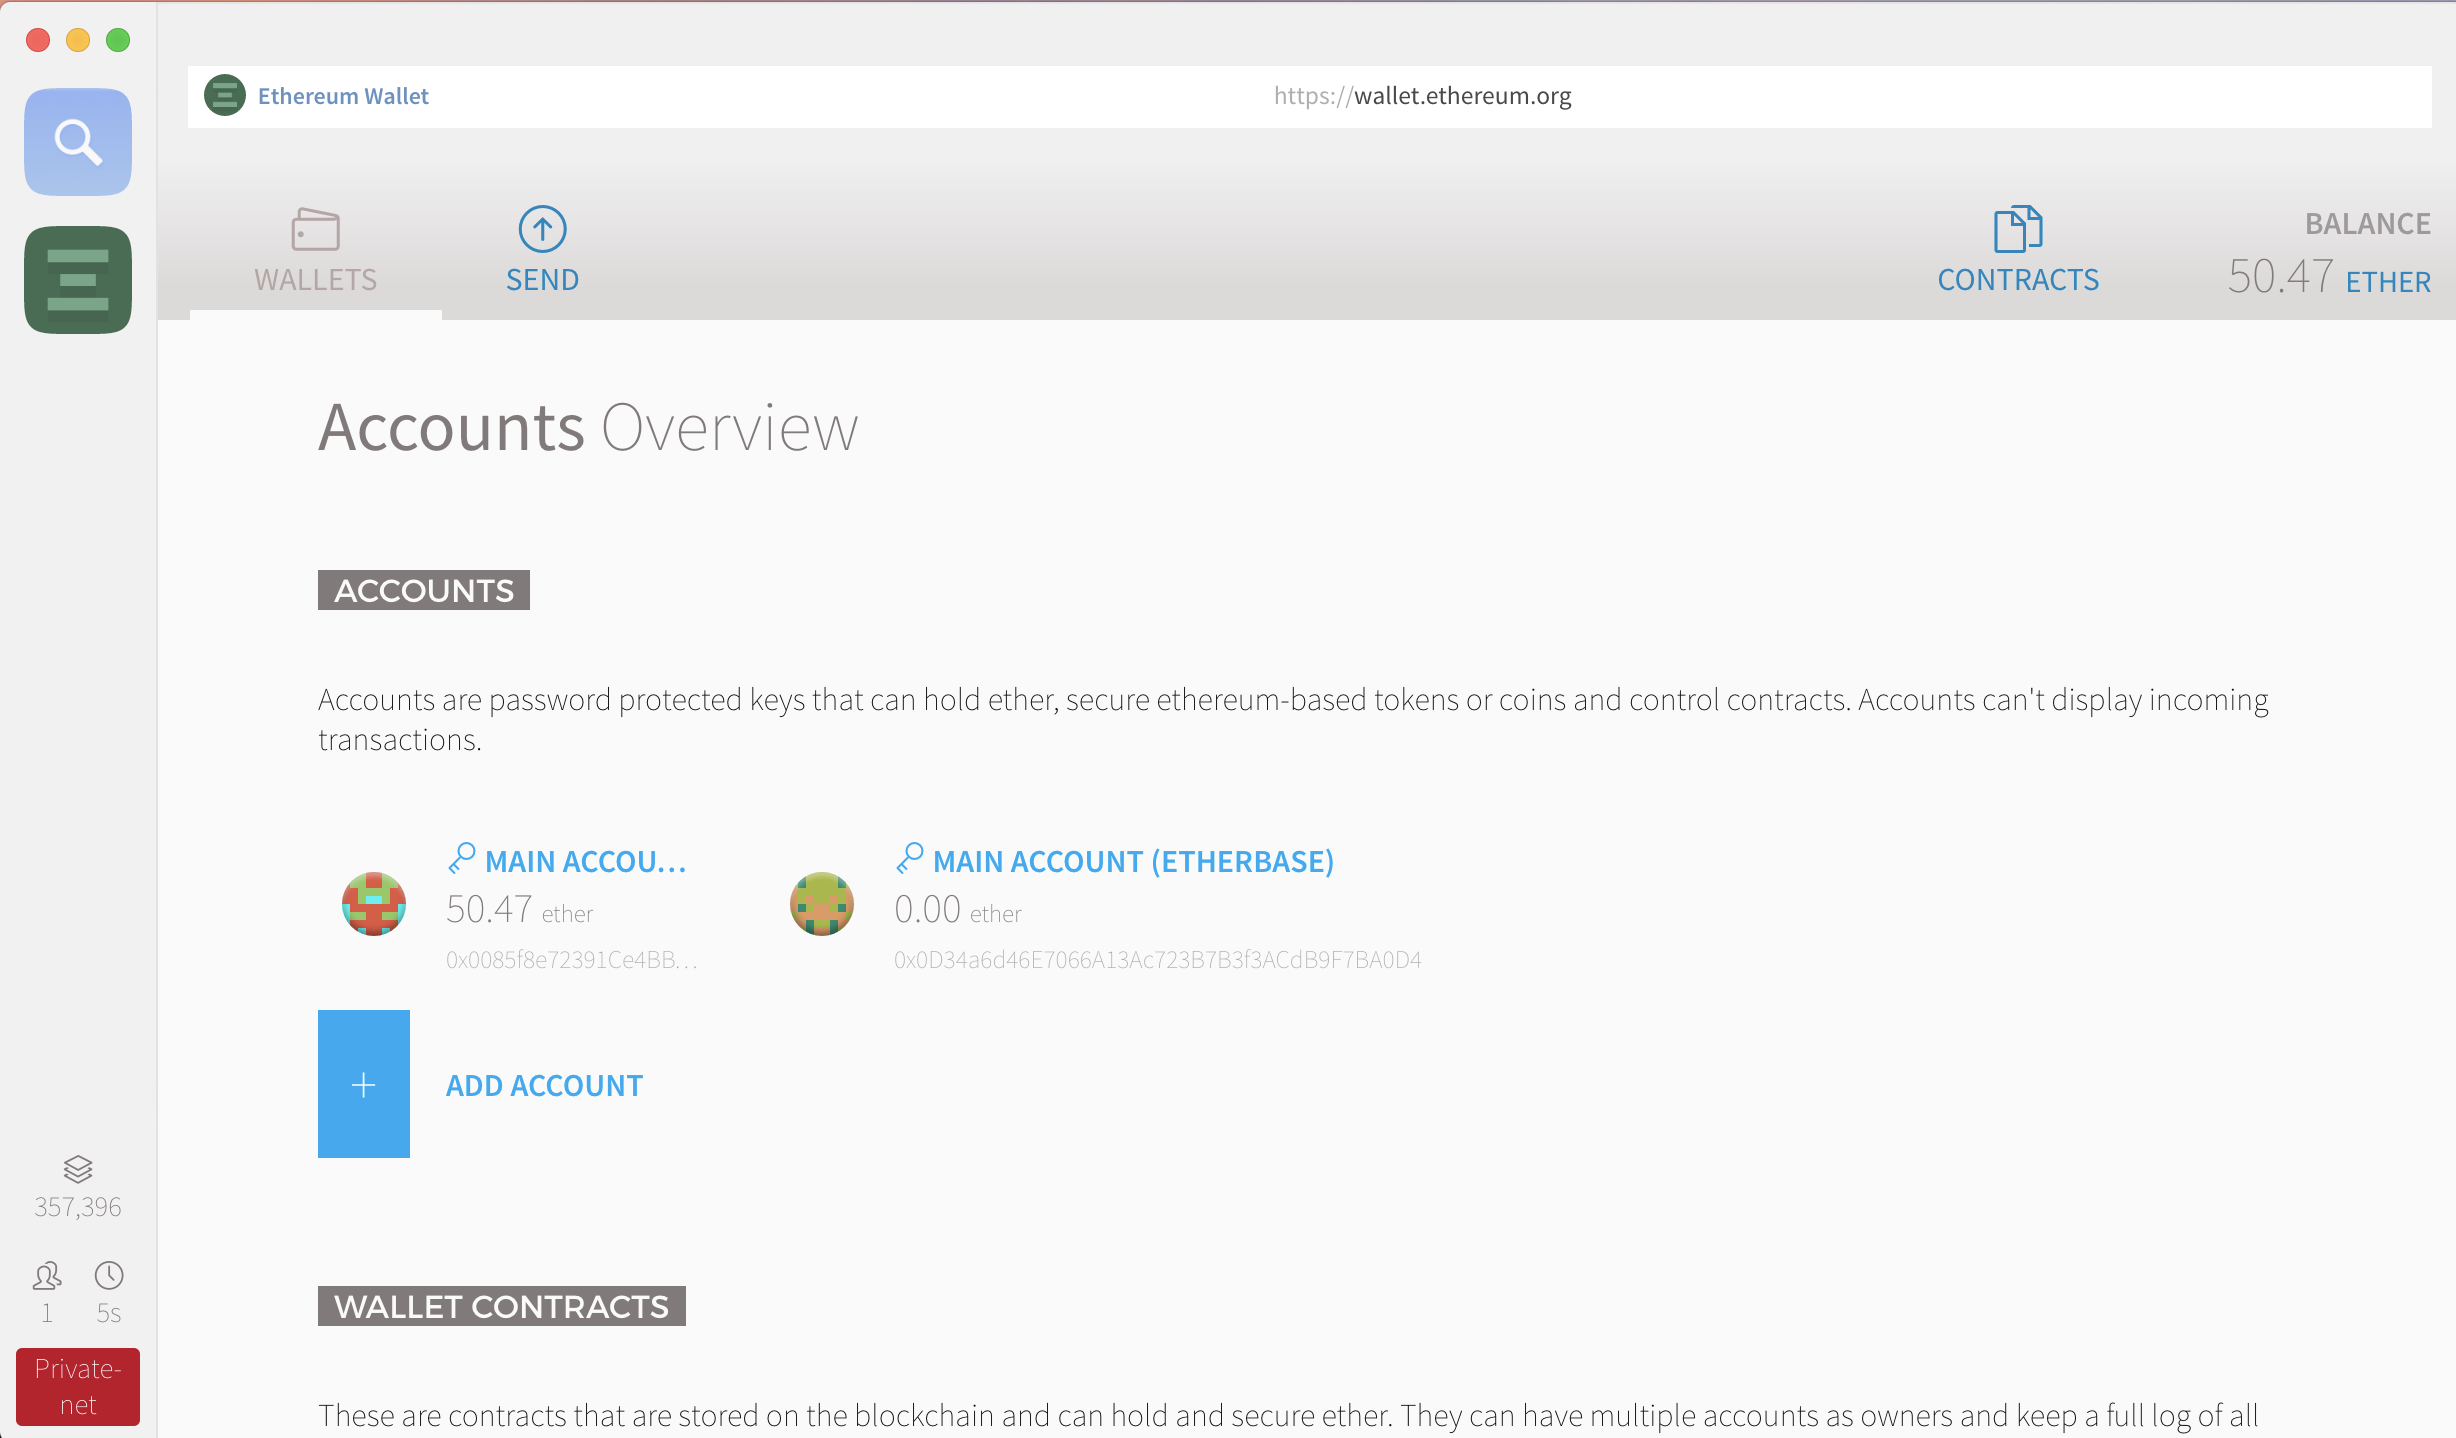 Ethereum Wallet
https://wallet.ethereum.org
WALLETS
SEND
CONTRACTS
BALANCE
50.47 ETHER
Accounts Overview
ACCOUNTS
Accounts are password protected keys that can hold ether, secure ethereum-based tokens or coins and control contracts. Accounts can't display incoming
transactions.
MAIN ACCOU...
50.47 ether
0x0085f8e72391Ce4BB...
MAIN ACCOUNT (ETHERBASE)
0.00 ether
0x0D34a6d46E7066A13Ac723B7B3f3ACdB9F7BA0D4
ADD ACCOUNT
357,396
1
5s
Private-
net
WALLET CONTRACTS
These are contracts that are stored on the blockchain and can hold and secure ether. They can have multiple accounts as owners and keep a full log of all